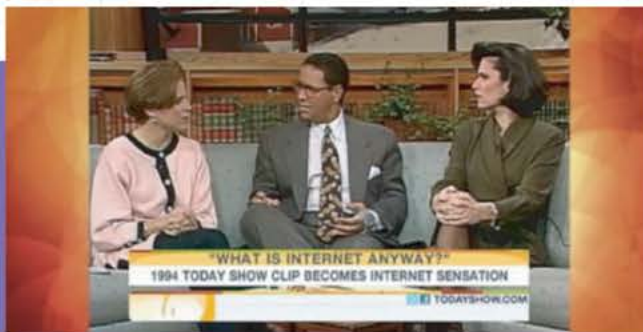 "WHAT IS INTERNET ANYWAY?"
1994 TODAY SHOW CLIP BECOMES INTERNET SENSATION
TODAYSHOW.COM